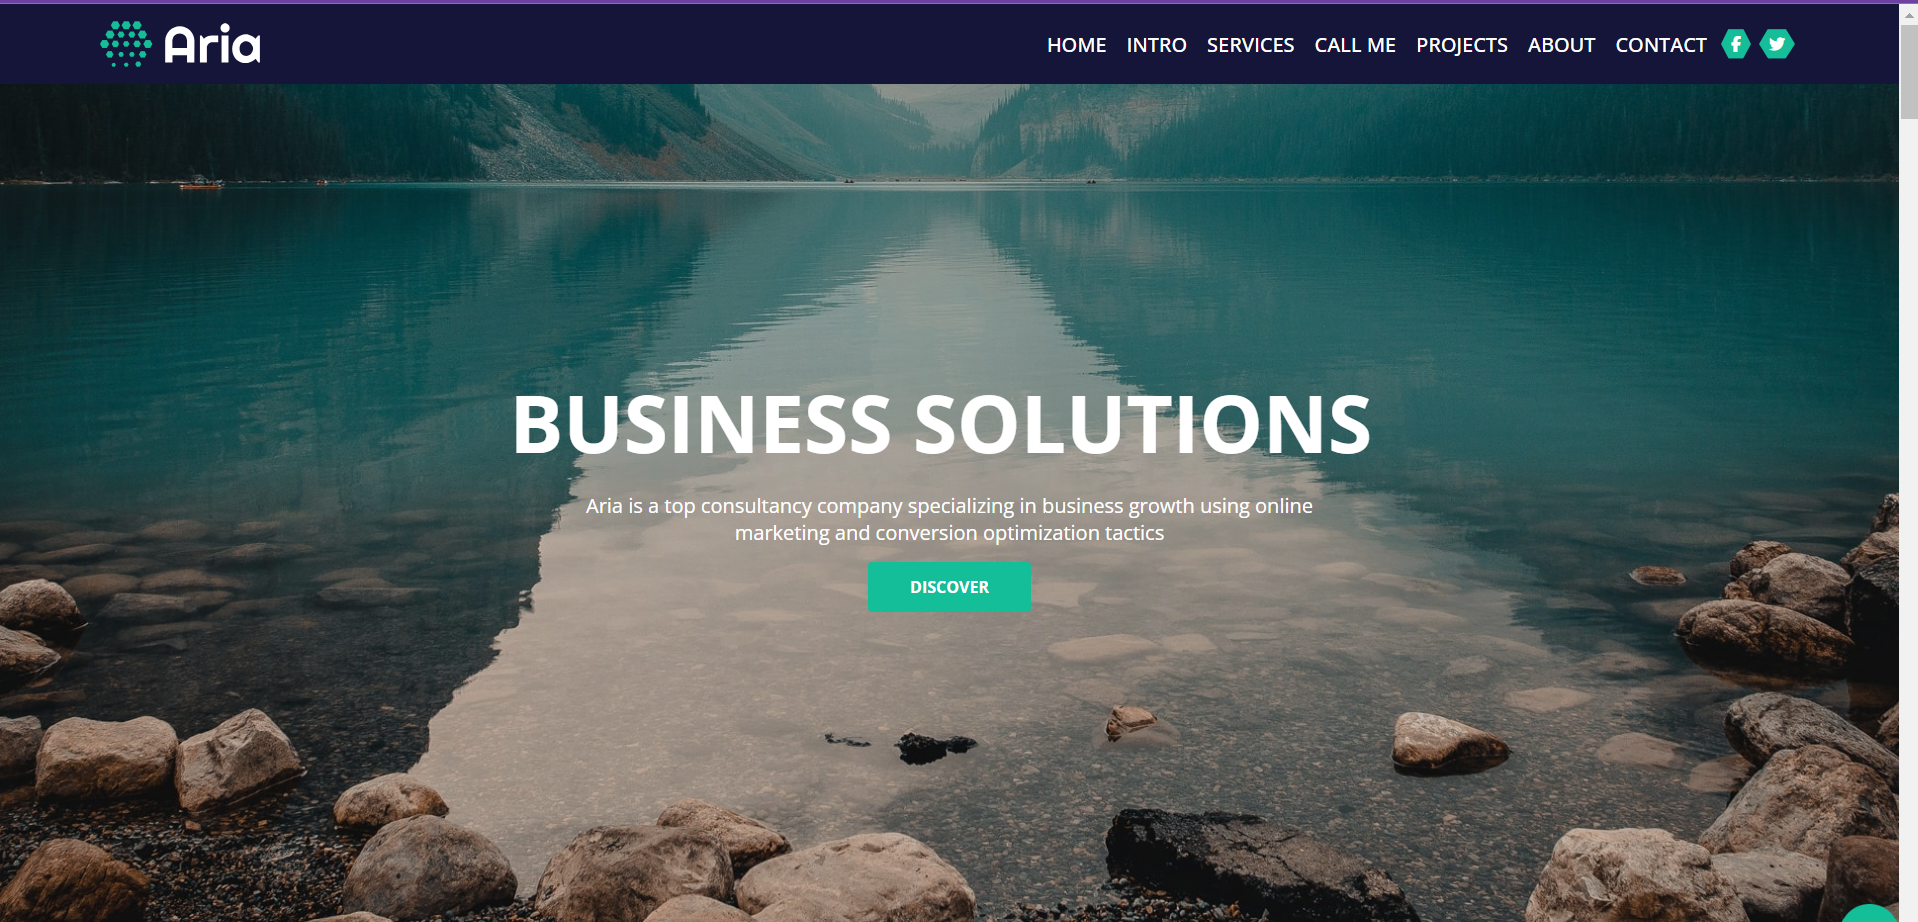 Aria
HOME INTRO SERVICES CALL ME PROJECTS ABOUT CONTACT
BUSINESS SOLUTIONS
Aria is a top consultancy company specializing in business growth using online
marketing and conversion optimization tactics
DISCOVER